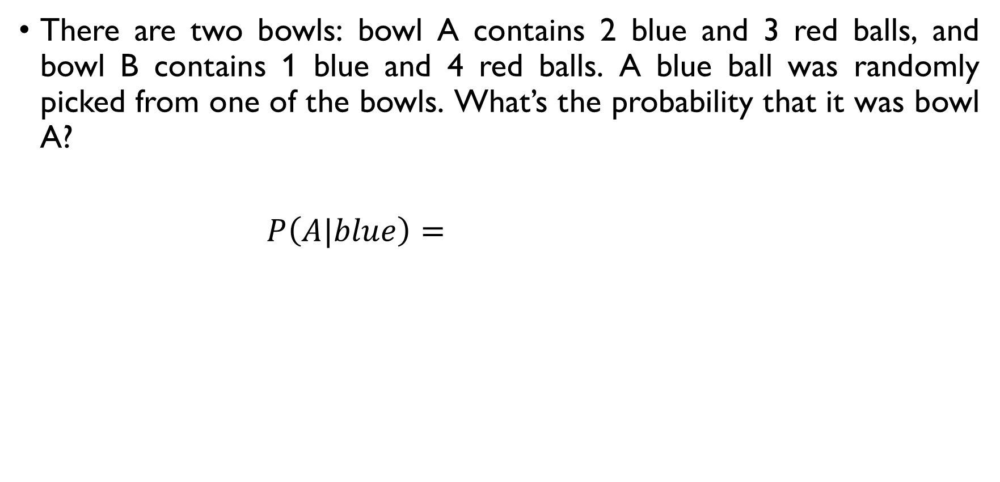 • There are two bowls: bowl A contains 2 blue and 3 red balls, and
bowl B contains 1 blue and 4 red balls. A blue ball was randomly
picked from one of the bowls. What’s the probability that it was bowl
A?
P(A|blue) =